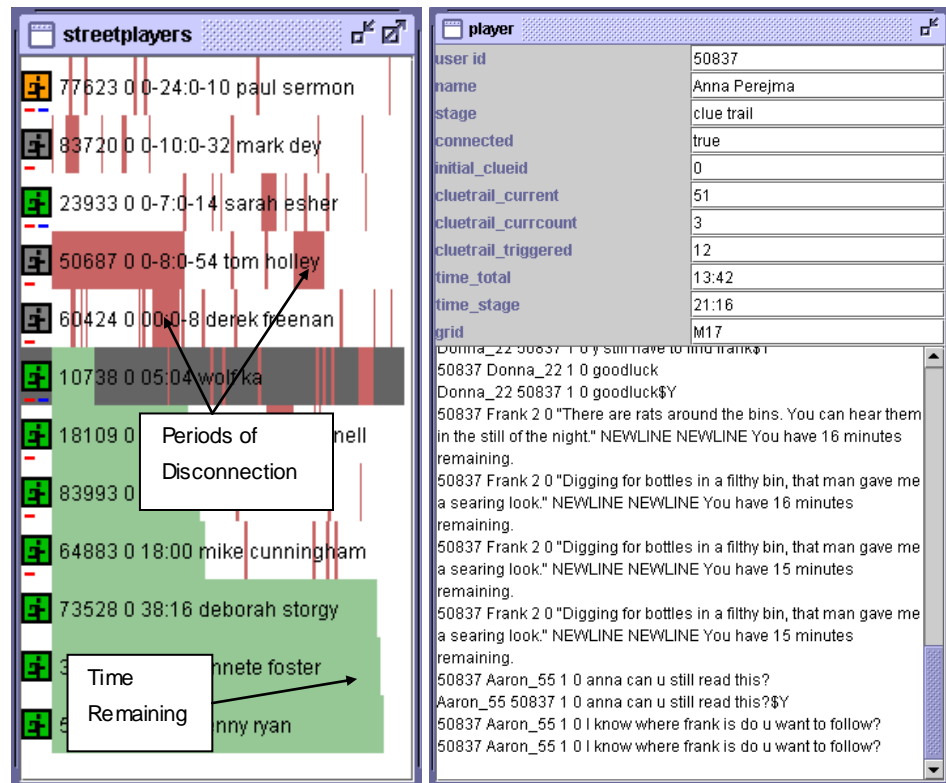 streetplayers
77623 0 0-24:0-10 paul sermon
83720 0 0-10:0-32 mark dey
23933 0 0-7:0-14 sarah esher
50687 0 0-8:0-54 tom holley
60424 0 00:0-8 derek freenan
10738 0 05:04 wolf ka
18109 0
nell
Periods of
Disconnection
83993 0
64883 0 18:00 mike cunningham
73528 0 38:16 deborah storgy
3
hnete foster
Time
Remaining
5
nny ryan
player
user id 50837
name Anna Perejma
stage clue trail
connected true
initial_clueid 0
cluetrail_current 51
cluetrail_currcount 3
cluetrail_triggered 12
time_total 13:42
time_stage 21:16
grid M17
Donna_22 50837 1 0 y still have to find frank$Y
50837 Donna_22 1 0 goodluck
Donna_22 50837 1 0 goodluck$Y
50837 Frank 2 0 "There are rats around the bins. You can hear them
in the still of the night." NEWLINE NEWLINE You have 16 minutes
remaining.
50837 Frank 2 0 "Digging for bottles in a filthy bin, that man gave me
a searing look." NEWLINE NEWLINE You have 16 minutes
remaining.
50837 Frank 2 0 "Digging for bottles in a filthy bin, that man gave me
a searing look." NEWLINE NEWLINE You have 15 minutes
remaining.
50837 Frank 2 0 "Digging for bottles in a filthy bin, that man gave me
a searing look." NEWLINE NEWLINE You have 15 minutes
remaining.
50837 Aaron_55 1 0 anna can u still read this?
Aaron_55 50837 1 0 anna can u still read this?$Y
50837 Aaron_55 1 0 I know where frank is do u want to follow?
50837 Aaron_55 1 0 I know where frank is do u want to follow?